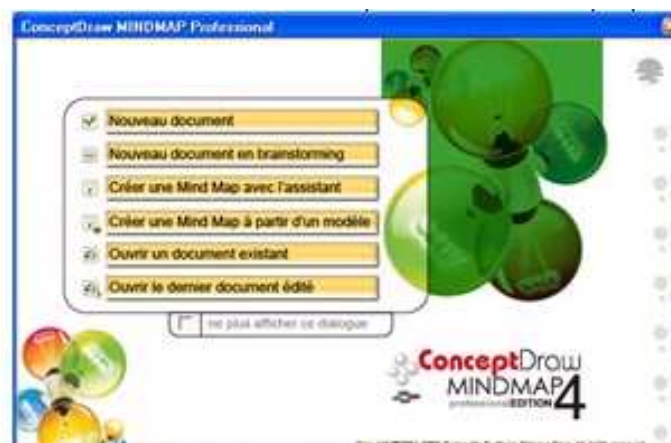 ConceptDraw MINDMAP Professional
Nouveau document
Nouveau document en brainstorming
Créer une Mind Map avec l'assistant
Créer une Mind Map à partir d'un modèle
Ouvrir un document existant
Ouvrir le dernier document édité
ne plus afficher ce dialogue
ConceptDraw
MINDMAP 4
professional EDITION